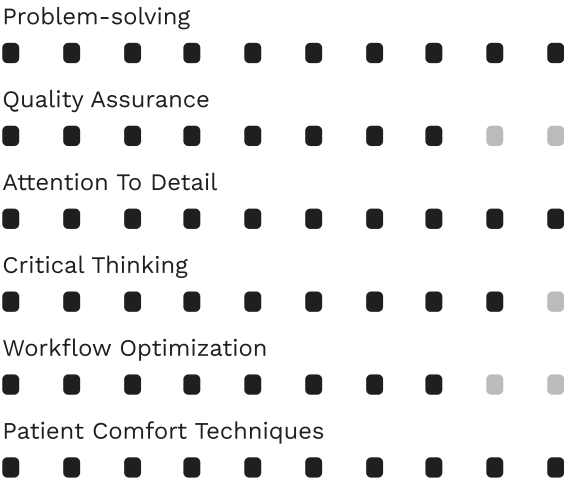 Problem-solving
Quality Assurance
Attention To Detail
Critical Thinking
Workflow Optimization
Patient Comfort Techniques